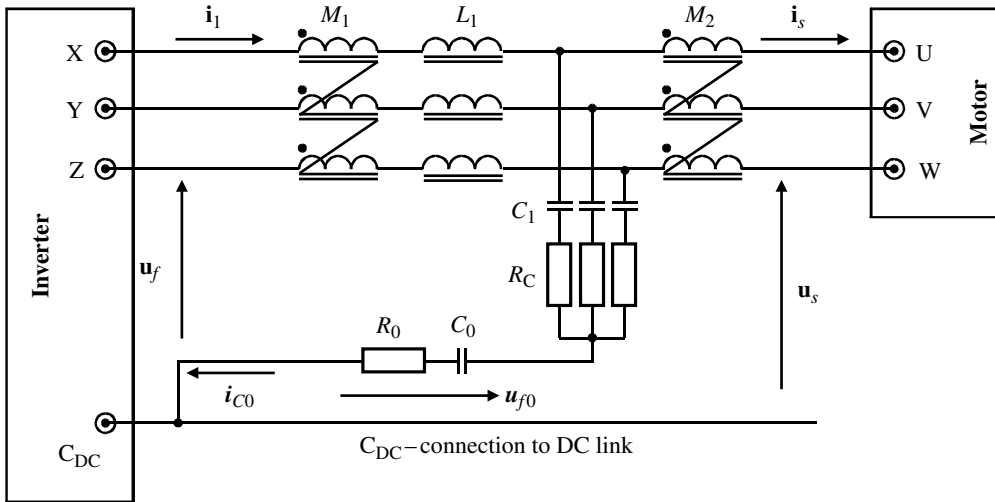 i1 M1 L1 M2 is
X U
Y V
Z W
Inverter
Motor
C1
uf RC us
R0 C0
iC0 uf0
CDC CDC–connection to DC link